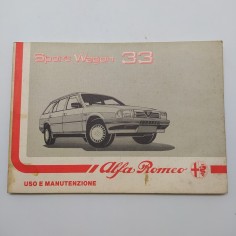 Sport Wagon 33
Alfa Romeo
USO E MANUTENZIONE